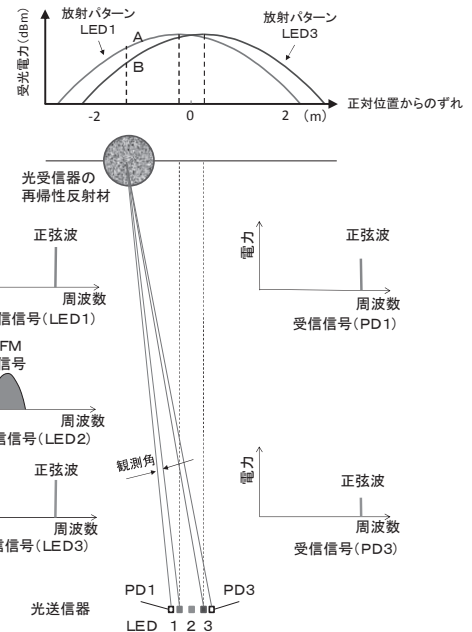 放射パターン
LED1
放射パターン
LED3
受光電力(dBm)
A
B
-2
0
2
(m)
正対位置からのずれ
光受信器の
再帰性反射材
正弦波
周波数
信信号(LED1)
電力
正弦波
周波数
受信信号(PD1)
FM
信号
周波数
信信号(LED2)
観測角
正弦波
周波数
信信号(LED3)
電力
正弦波
周波数
受信信号(PD3)
PD1
PD3
光送信器
LED 1 2 3